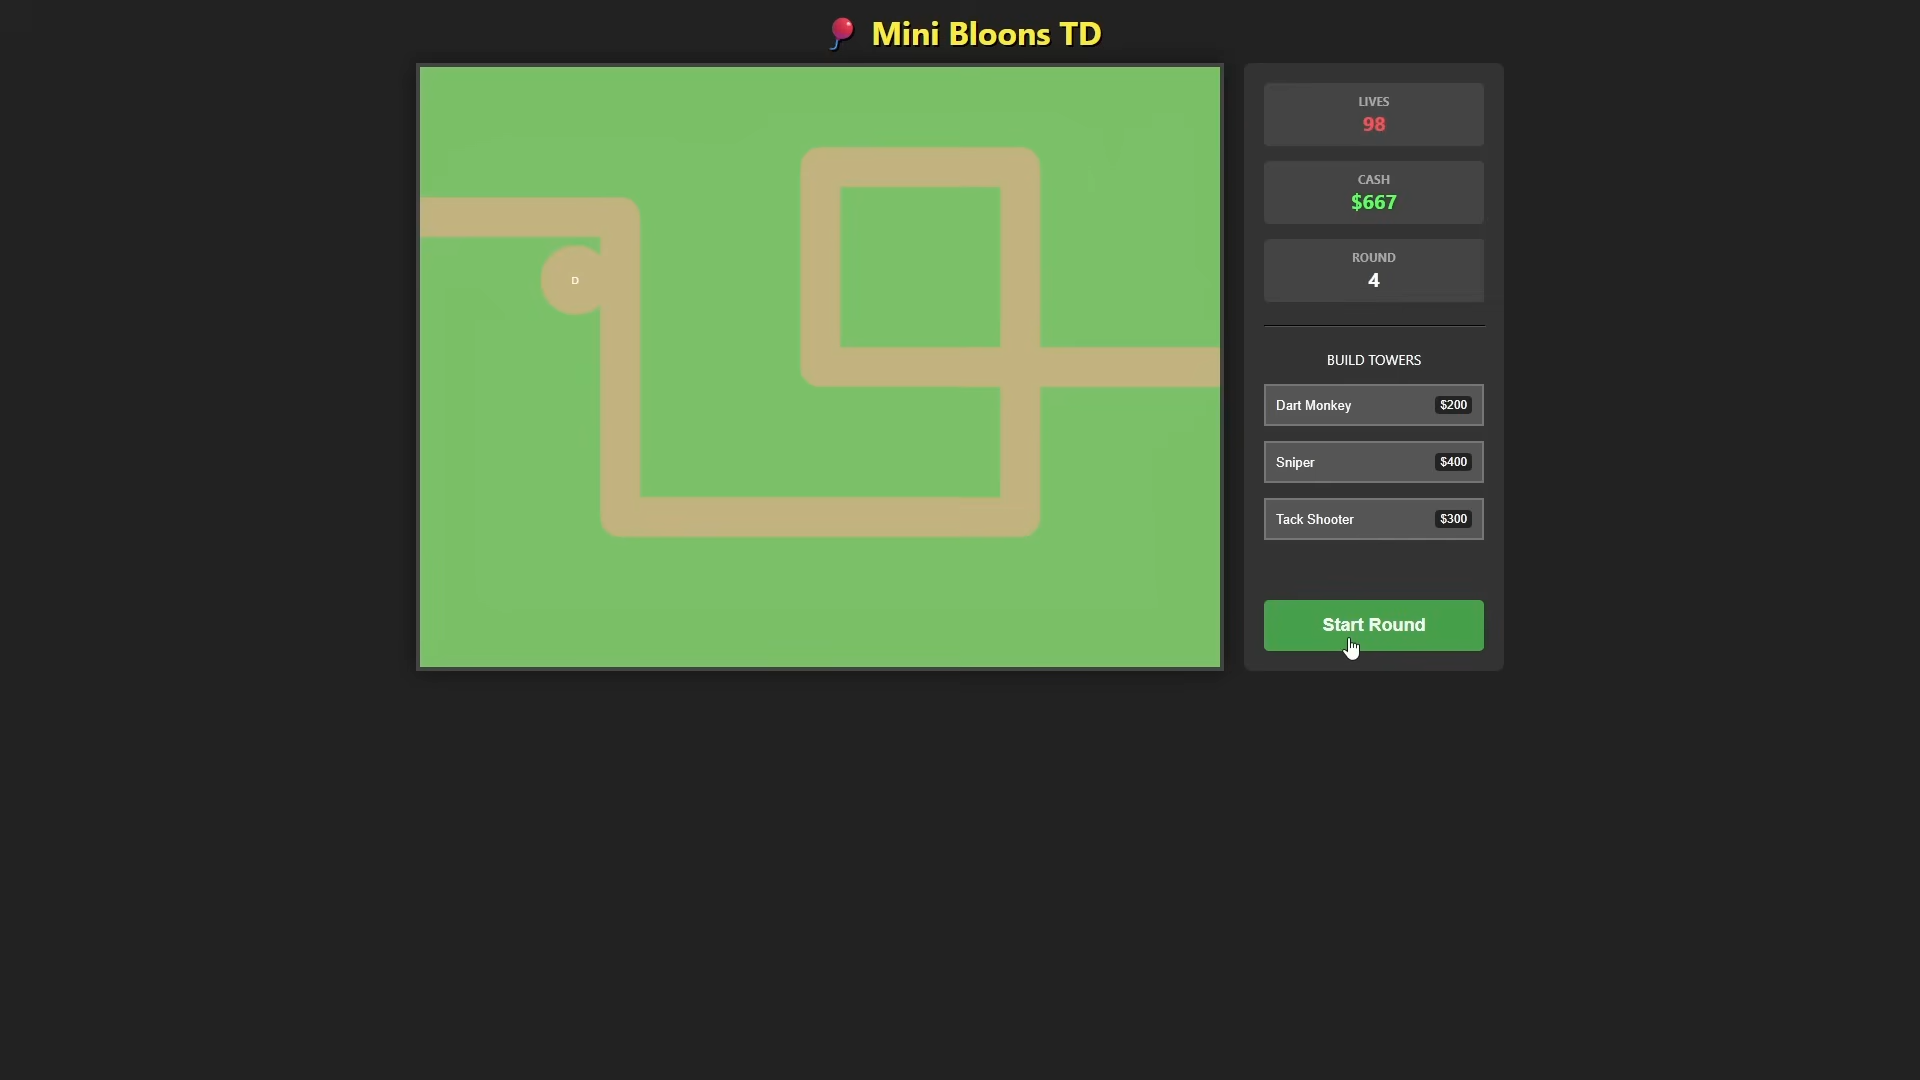 Mini Bloons TD
LIVES
98
CASH
$667
ROUND
4
D
BUILD TOWERS
Dart Monkey $200
Sniper $400
Tack Shooter $300
Start Round